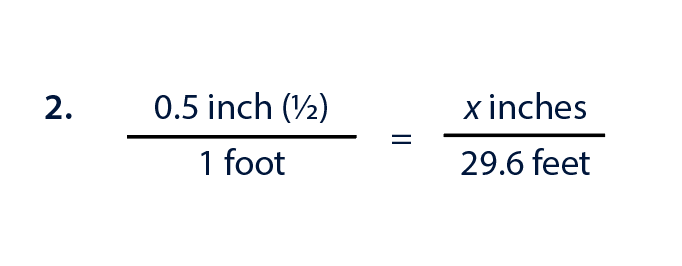 2. 0.5 inch (½) / 1 foot = x inches / 29.6 feet